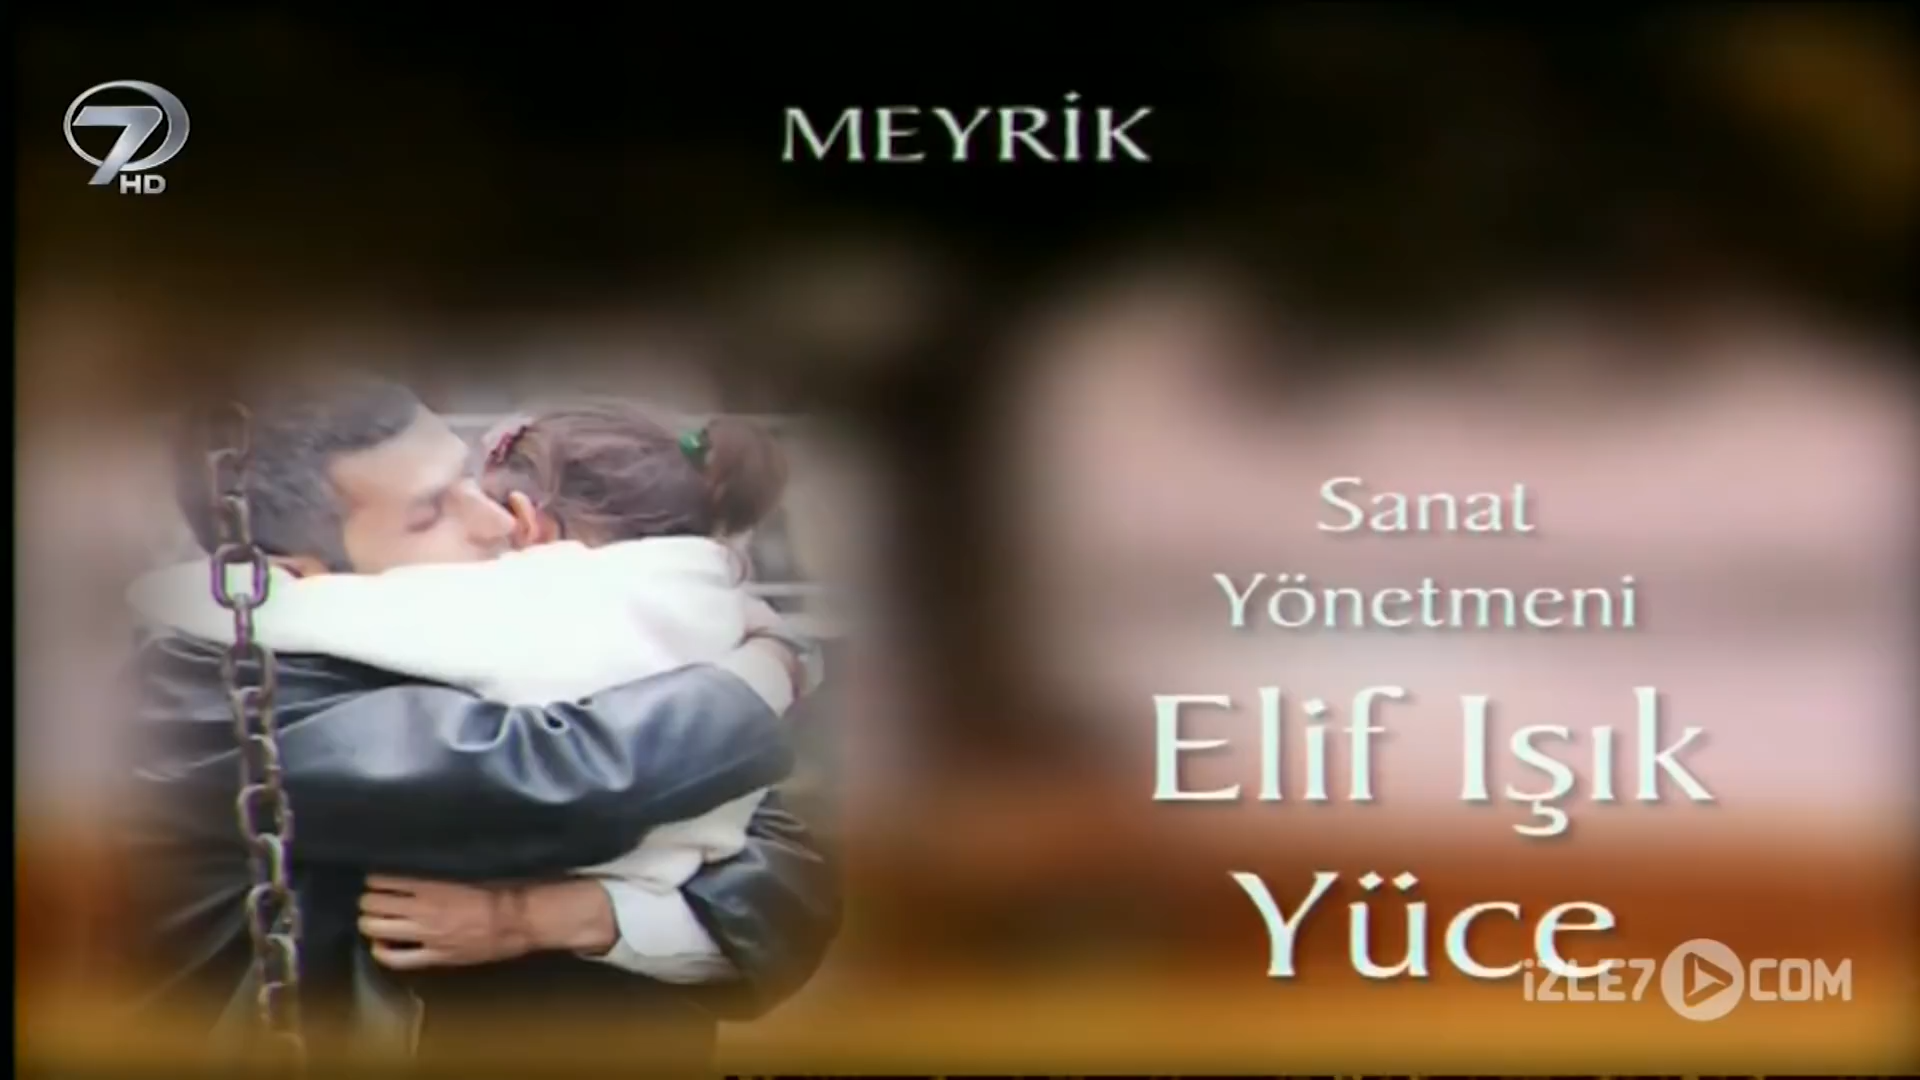 7
HD
MEYRİK
Sanat
Yönetmeni
Elif Işık
Yüce
iZLE7 COM